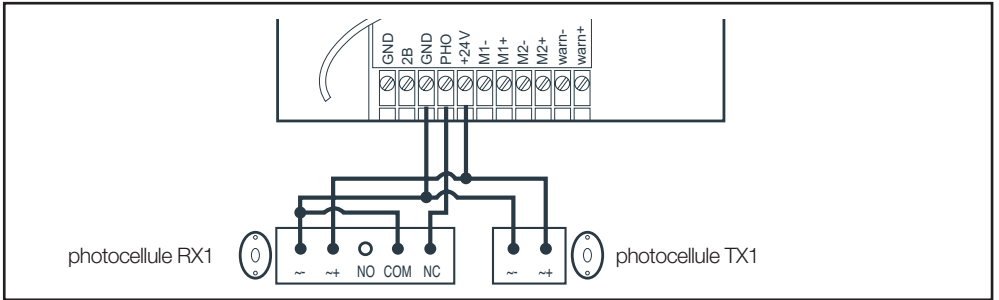 GND 2B GND PHO +24V M1- M1+ M2- M2+ warn- warn+
photocellule RX1
~- ~+ NO COM NC
~- ~+
photocellule TX1